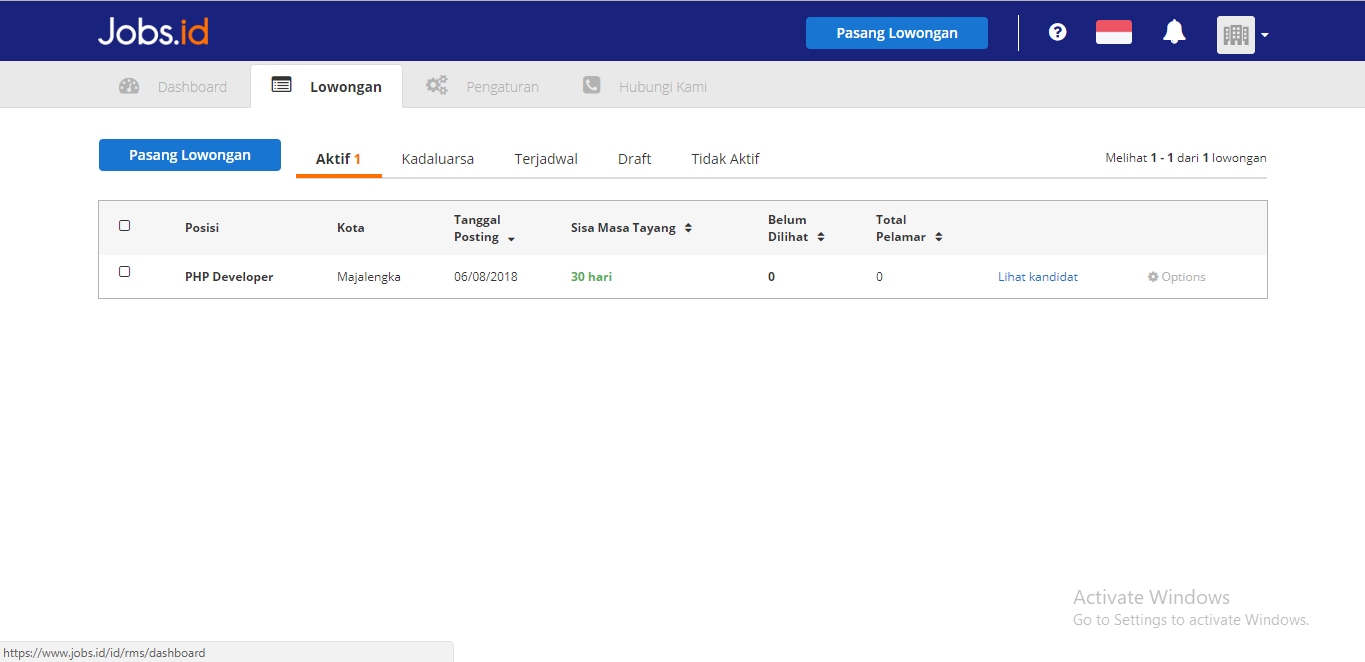 Jobs.id
Pasang Lowongan
Dashboard
Lowongan
Pengaturan
Hubungi Kami
Pasang Lowongan
Aktif 1
Kadaluarsa
Terjadwal
Draft
Tidak Aktif
Melihat 1 - 1 dari 1 lowongan
Posisi
Kota
Tanggal
Posting
Sisa Masa Tayang
Belum
Dilihat
Total
Pelamar
PHP Developer
Majalengka
06/08/2018
30 hari
0
0
Lihat kandidat
Options
Activate Windows
Go to Settings to activate Windows.
https://www.jobs.id/id/rms/dashboard